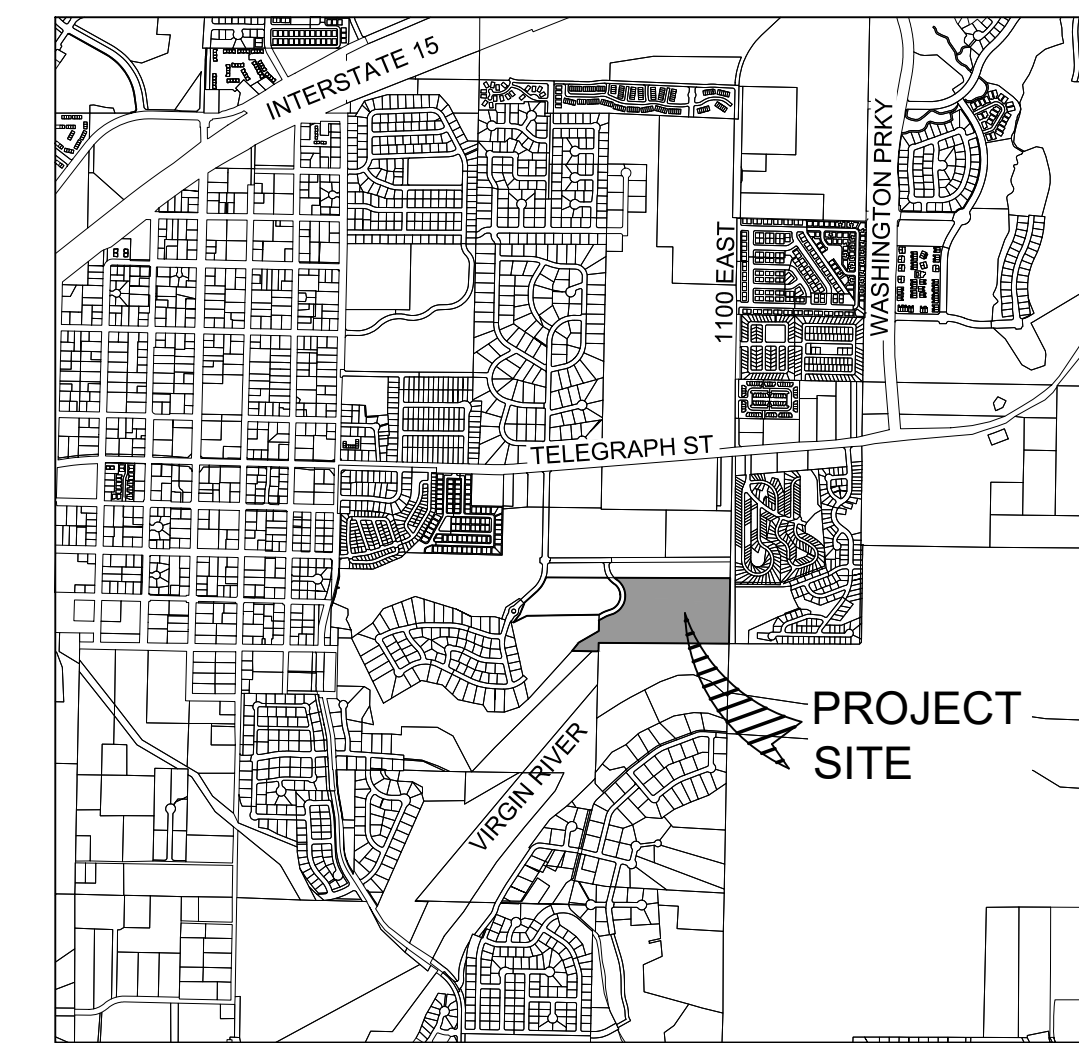 INTERSTATE 15
WASHINGTON PRKY
1100 EAST
TELEGRAPH ST
PROJECT
SITE
VIRGIN RIVER